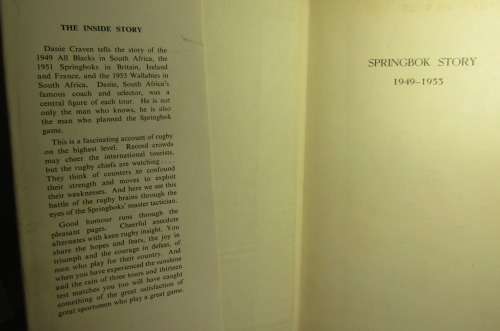 THE INSIDE STORY
Danie Craven tells the story of the
1949 All Blacks in South Africa, the
1951 Springboks in Britain, Ireland
and France, and the 1953 Wallabies in
South Africa. Danie, South Africa's
famous coach and selector, was a
central figure of each tour. He is not
only the man who knows, he is also
the man who planned the Springbok
game.
This is a fascinating account of rugby
on the highest level. Record crowds
may cheer the international tourists,
but the rugby chiefs are watching . . . .
They think of counters to confound
their strength and moves to exploit
their weaknesses. And here we see this
battle of the rugby brains through the
eyes of the Springboks' master tactician.
Good humour runs through the
pleasant pages. Cheerful anecdote
alternates with keen rugby insight. You
share the hopes and fears, the joy in
triumph and the courage in defeat, of
men who play for their country. And
when you have experienced the sunshine
and the rain of three tours and thirteen
test matches you too will have caught
something of the great satisfaction of
great sportsmen who play a great game.
SPRINGBOK STORY
1949–1953